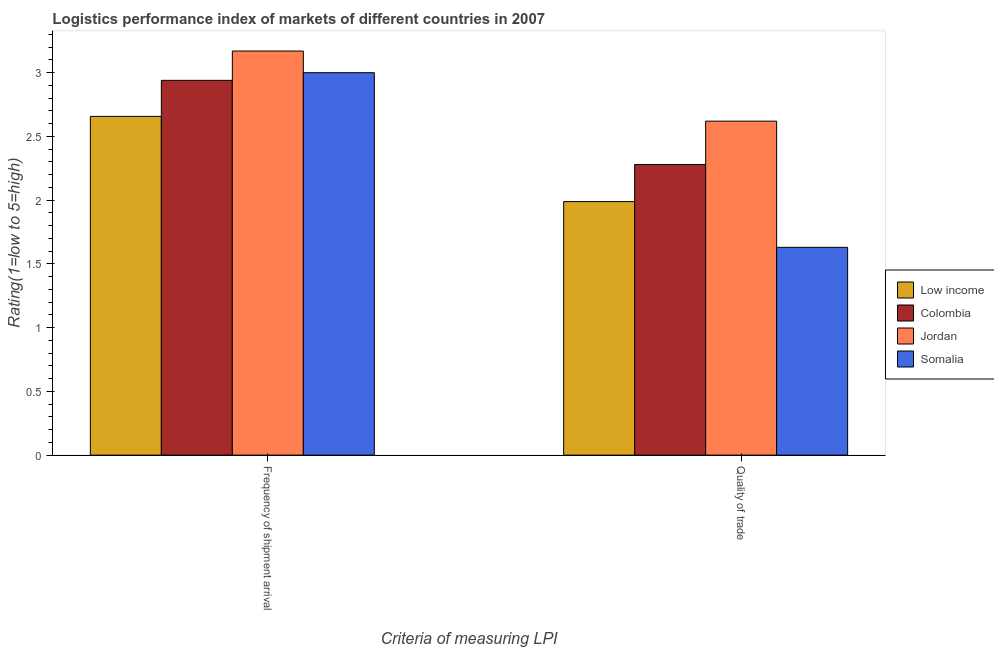 Logistics performance index of markets of different countries in 2007
Rating(1=low to 5=high)
3
2.5
2
1.5
1
0.5
0
Low income
Colombia
Jordan
Somalia
Frequency of shipment arrival
Quality of trade
Criteria of measuring LPI